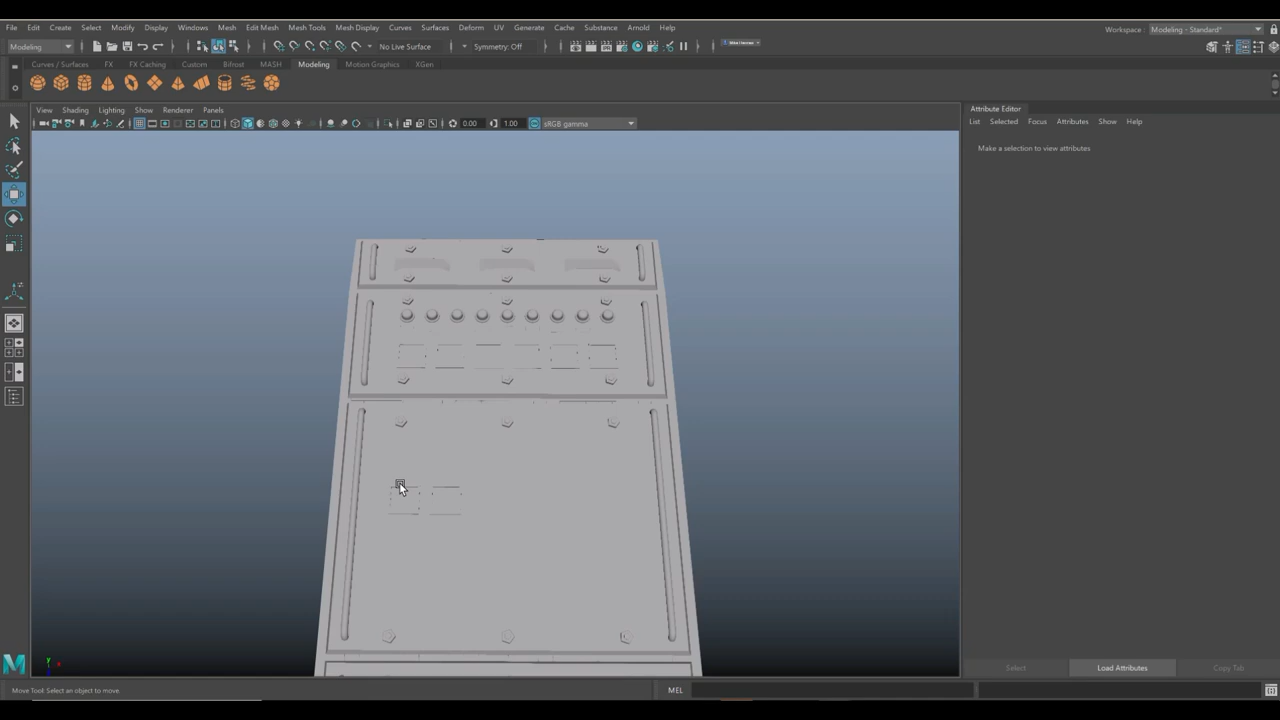 File Edit Create Select Modify Display Windows Mesh Edit Mesh Mesh Tools Mesh Display Curves Surfaces Deform UV Generate Cache Substance Arnold Help
Workspace : Modeling - Standard*
Modeling No Live Surface Symmetry: Off
Curves / Surfaces FX FX Caching Custom Bifrost MASH Modeling Motion Graphics XGen
View Shading Lighting Show Renderer Panels
0.00 1.00 sRGB gamma
Attribute Editor
List Selected Focus Attributes Show Help
Make a selection to view attributes
y x
Select Load Attributes Copy Tab
Move Tool: Select an object to move. MEL